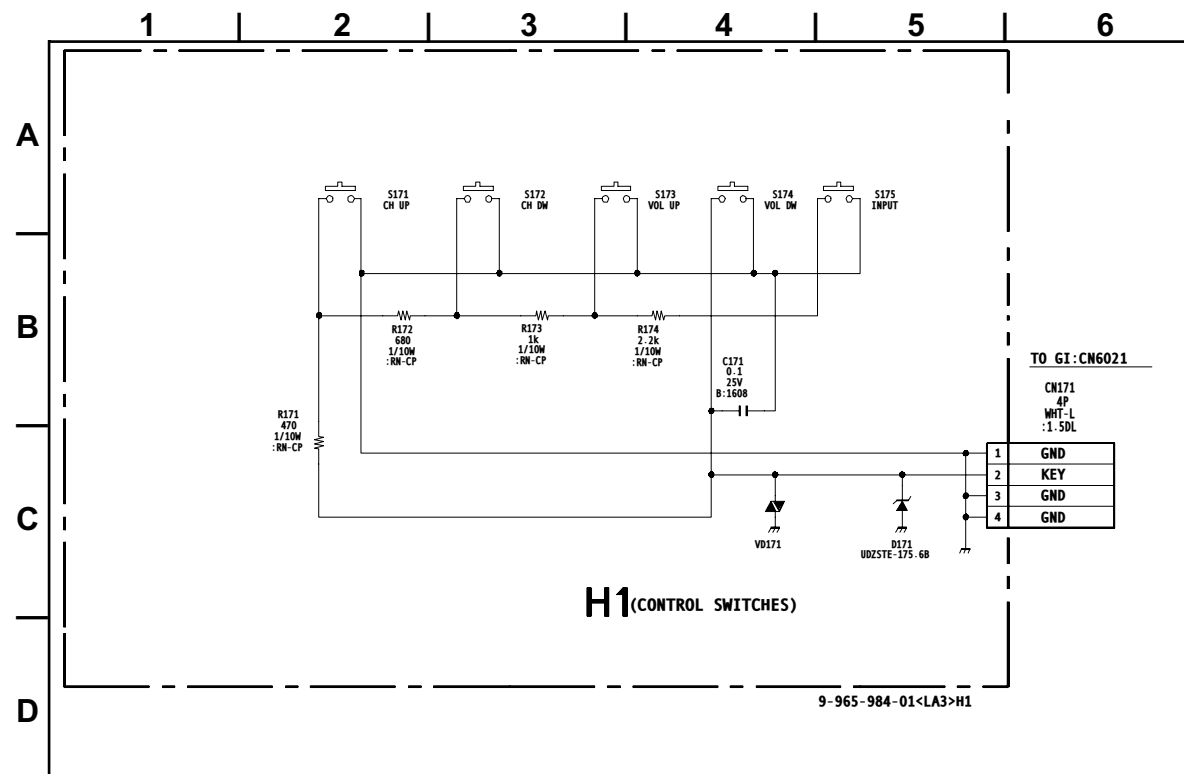 1 2 3 4 5 6
A
S171
CH UP
S172
CH DW
S173
VOL UP
S174
VOL DW
S175
INPUT
B
R172
680
1/10W
:RN-CP
R173
1k
1/10W
:RN-CP
R174
2.2k
1/10W
:RN-CP
C171
0.1
25V
B:1608
TO GI:CN6021
CN171
4P
WHT-L
:1.5DL
R171
470
1/10W
:RN-CP
1 GND
2 KEY
3 GND
4 GND
C
VD171
D171
UDZSTE-175.6B
H1(CONTROL SWITCHES)
D
9-965-984-01<LA3>H1